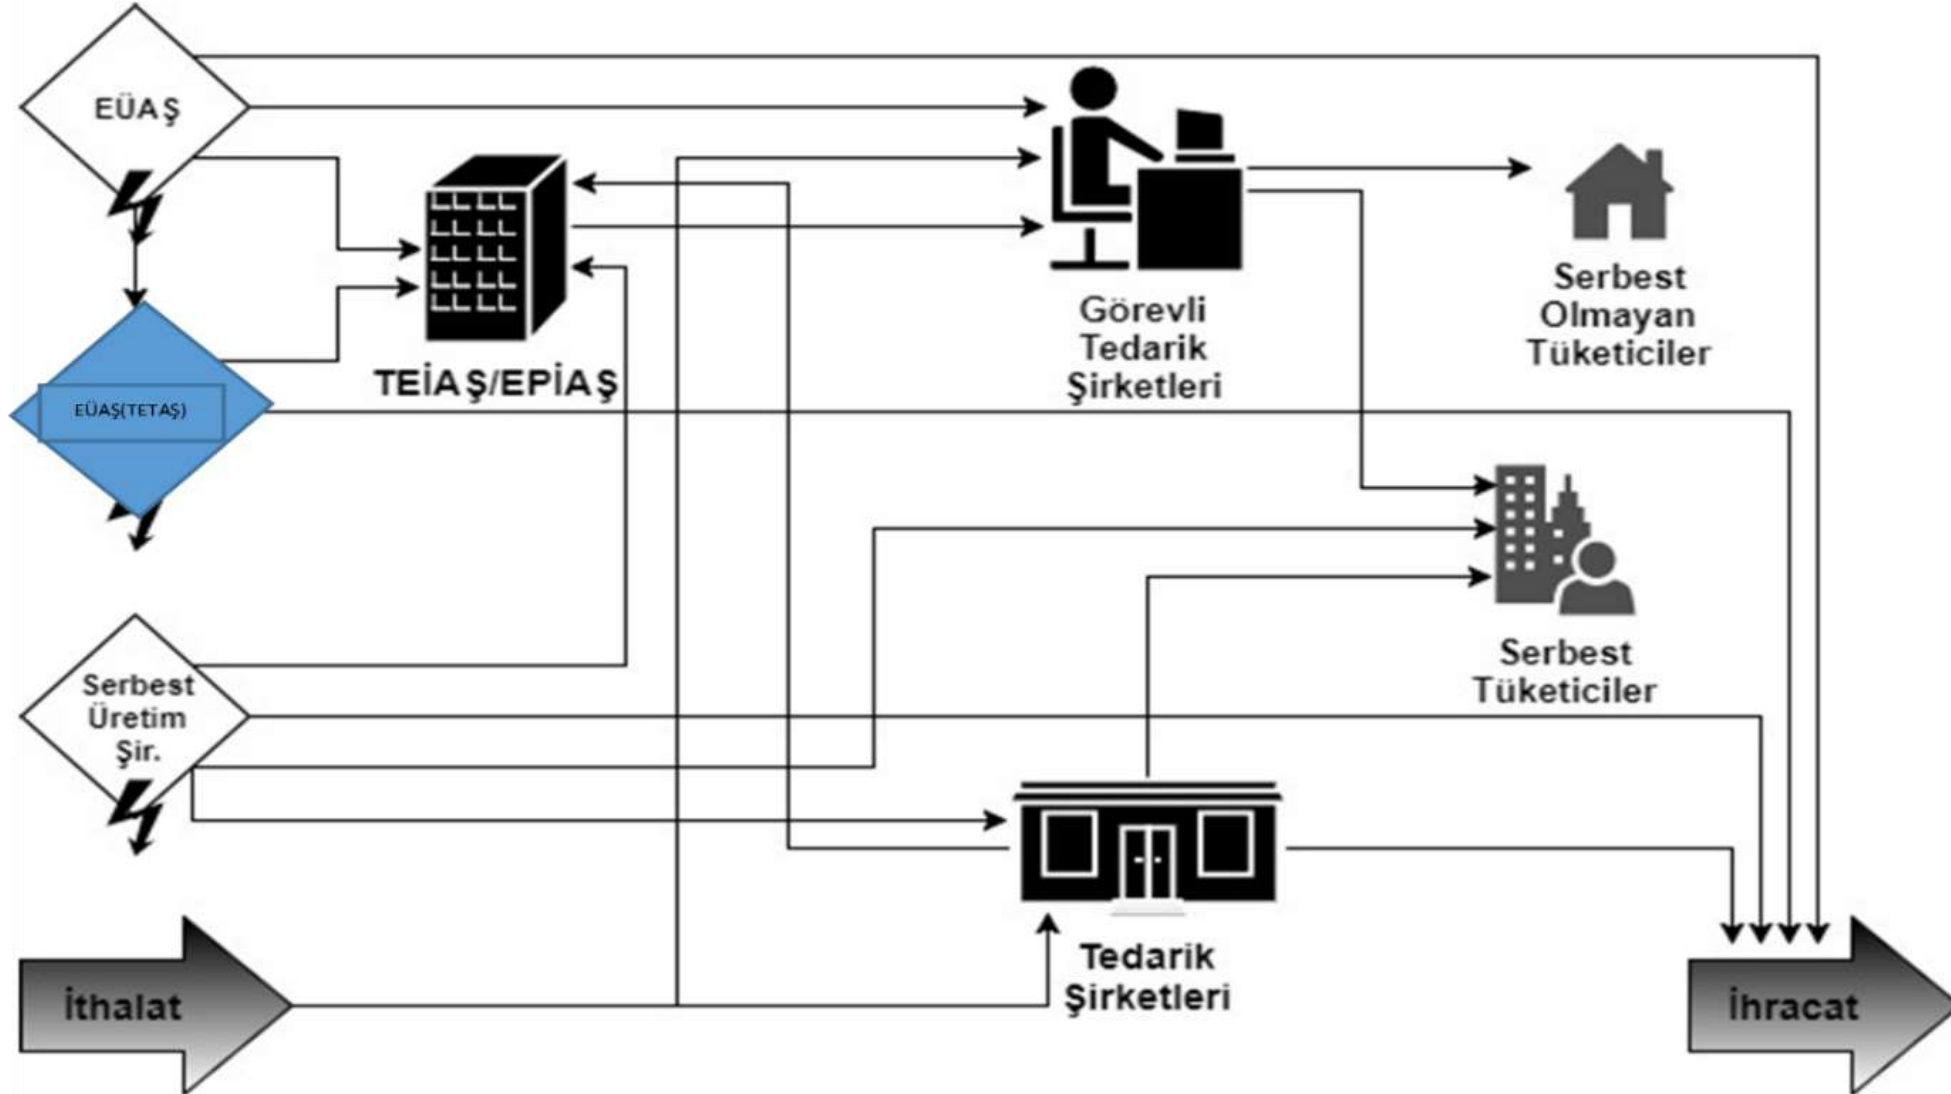 EÜAŞ
TEİAŞ/EPİAŞ
EÜAŞ(TETAŞ)
Görevli
Tedarik
Şirketleri
Serbest
Olmayan
Tüketiciler
Serbest
Tüketiciler
Serbest
Üretim
Şir.
Tedarik
Şirketleri
İthalat
İhracat